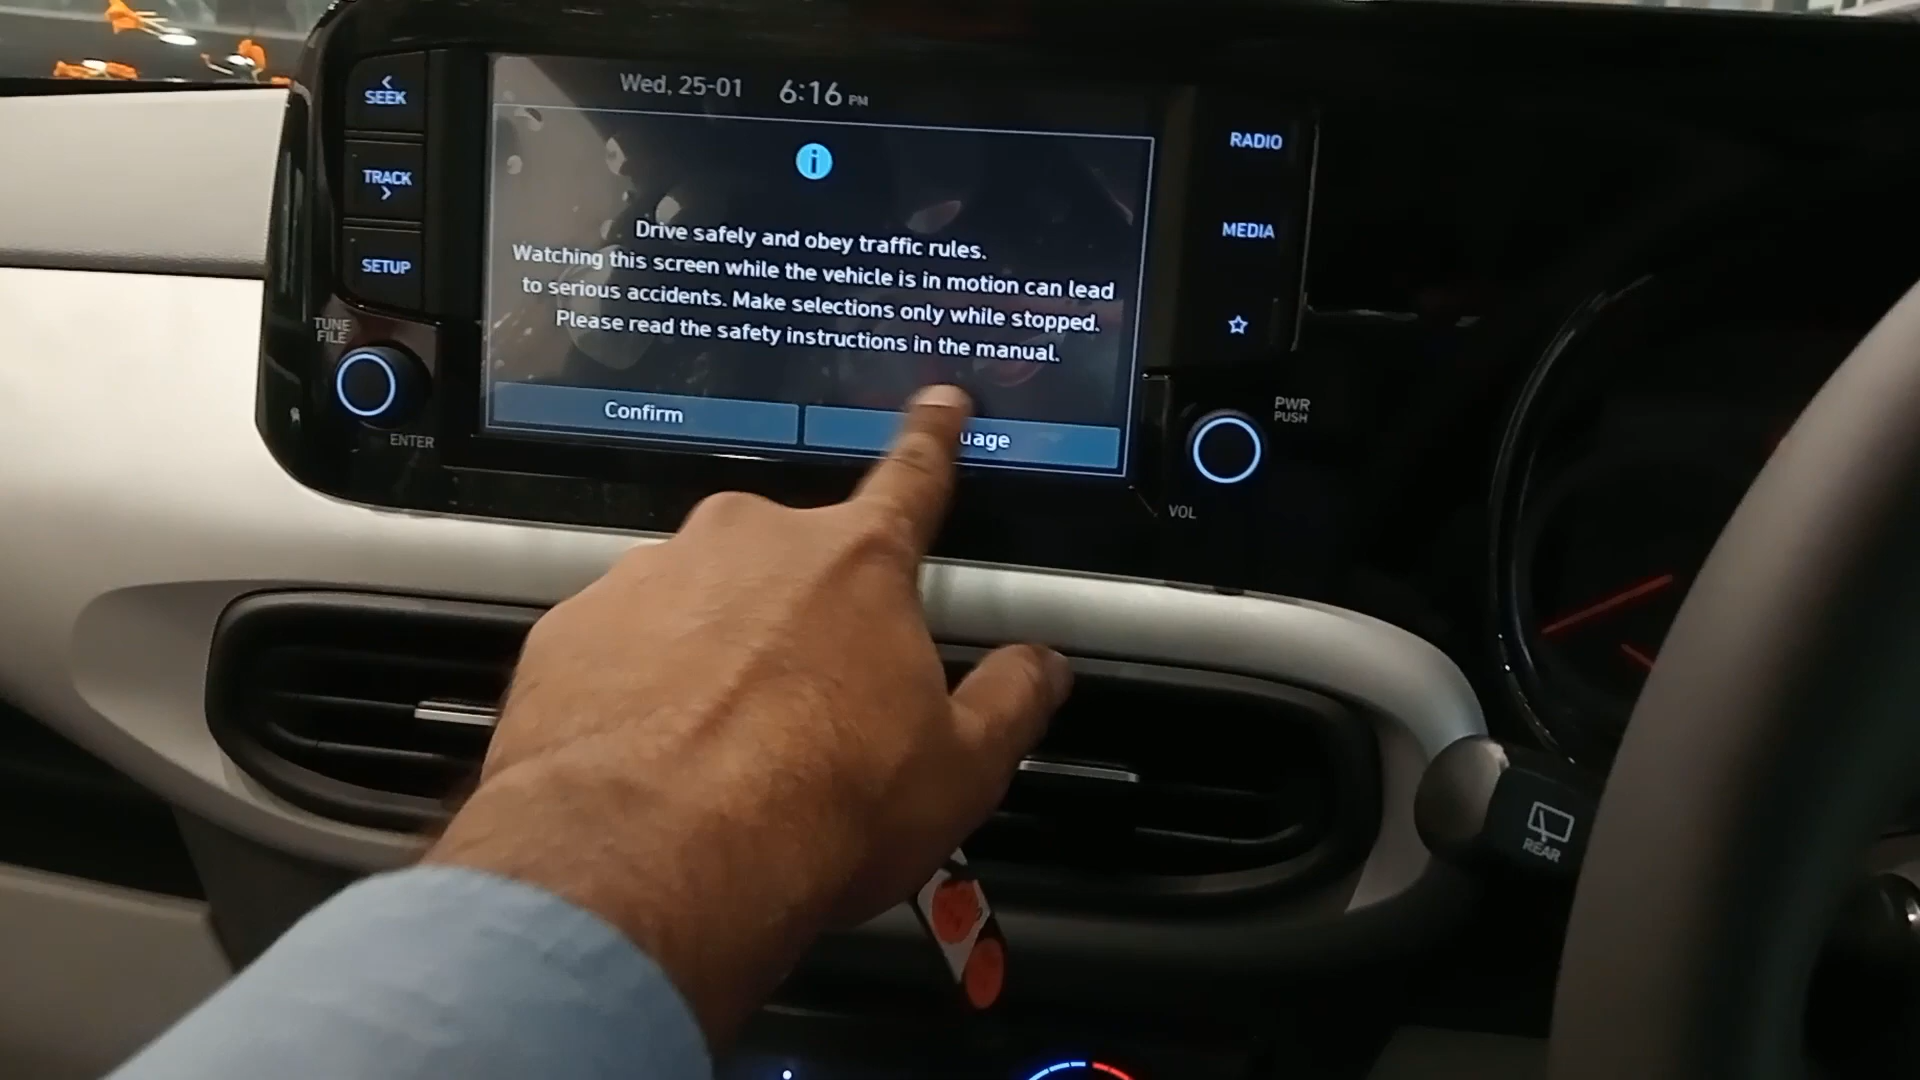 Wed, 25-01 6:16 PM
< SEEK
TRACK >
SETUP
TUNE
FILE
ENTER
Drive safely and obey traffic rules.
Watching this screen while the vehicle is in motion can lead
to serious accidents. Make selections only while stopped.
Please read the safety instructions in the manual.
Confirm
uage
RADIO
MEDIA
PWR
PUSH
VOL
REAR